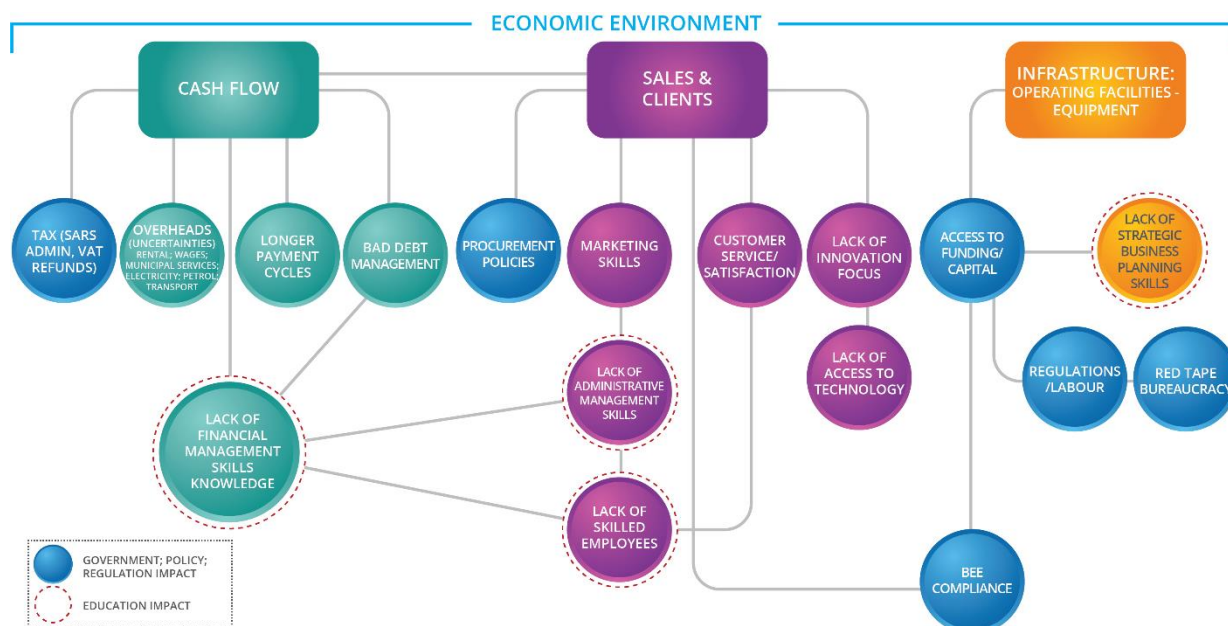 ECONOMIC ENVIRONMENT
CASH FLOW
SALES &
CLIENTS
INFRASTRUCTURE:
OPERATING FACILITIES -
EQUIPMENT
TAX (SARS
ADMIN, VAT
REFUNDS)
OVERHEADS
(UNCERTAINTIES)
RENTAL; WAGES;
MUNICIPAL SERVICES;
ELECTRICITY; PETROL;
TRANSPORT
LONGER
PAYMENT
CYCLES
BAD DEBT
MANAGEMENT
PROCUREMENT
POLICIES
MARKETING
SKILLS
CUSTOMER
SERVICE/
SATISFACTION
LACK OF
INNOVATION
FOCUS
ACCESS TO
FUNDING/
CAPITAL
LACK OF
STRATEGIC
BUSINESS
PLANNING
SKILLS
LACK OF
ADMINISTRATIVE
MANAGEMENT
SKILLS
LACK OF
ACCESS TO
TECHNOLOGY
REGULATIONS
/LABOUR
RED TAPE
BUREAUCRACY
LACK OF
FINANCIAL
MANAGEMENT
SKILLS
KNOWLEDGE
LACK OF
SKILLED
EMPLOYEES
BEE
COMPLIANCE
GOVERNMENT; POLICY;
REGULATION IMPACT
EDUCATION IMPACT